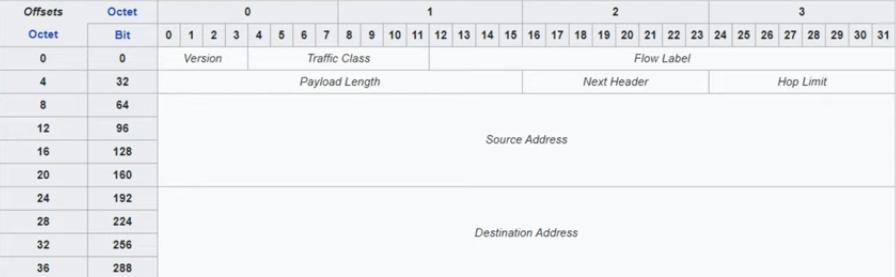 Offsets Octet 0 1 2 3
Octet Bit 0 1 2 3 4 5 6 7 8 9 10 11 12 13 14 15 16 17 18 19 20 21 22 23 24 25 26 27 28 29 30 31
0 0 Version Traffic Class Flow Label
4 32 Payload Length Next Header Hop Limit
8 64
12 96
Source Address
16 128
20 160
24 192
28 224
Destination Address
32 256
36 288